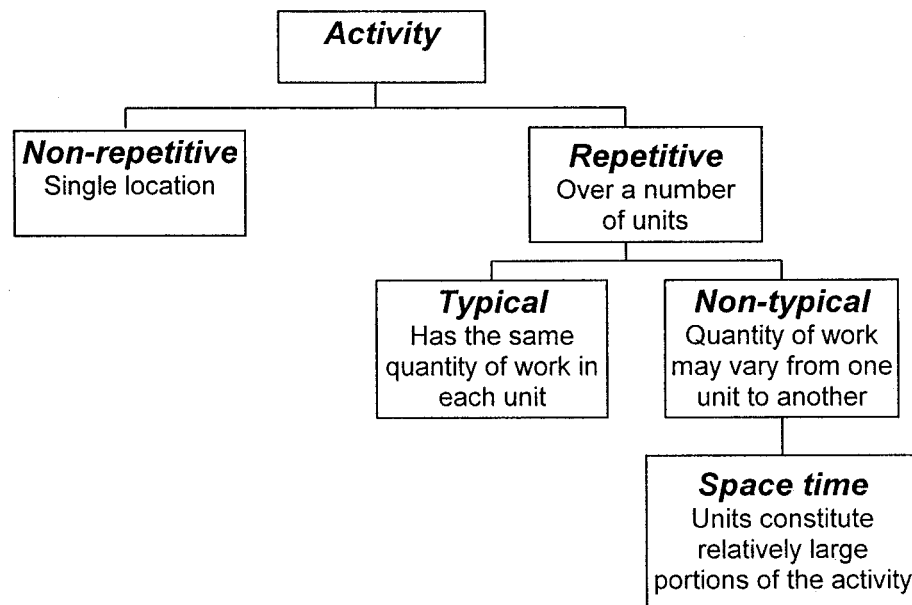 Activity
Non-repetitive
Single location
Repetitive
Over a number
of units
Typical
Has the same
quantity of work in
each unit
Non-typical
Quantity of work
may vary from one
unit to another
Space time
Units constitute
relatively large
portions of the activity